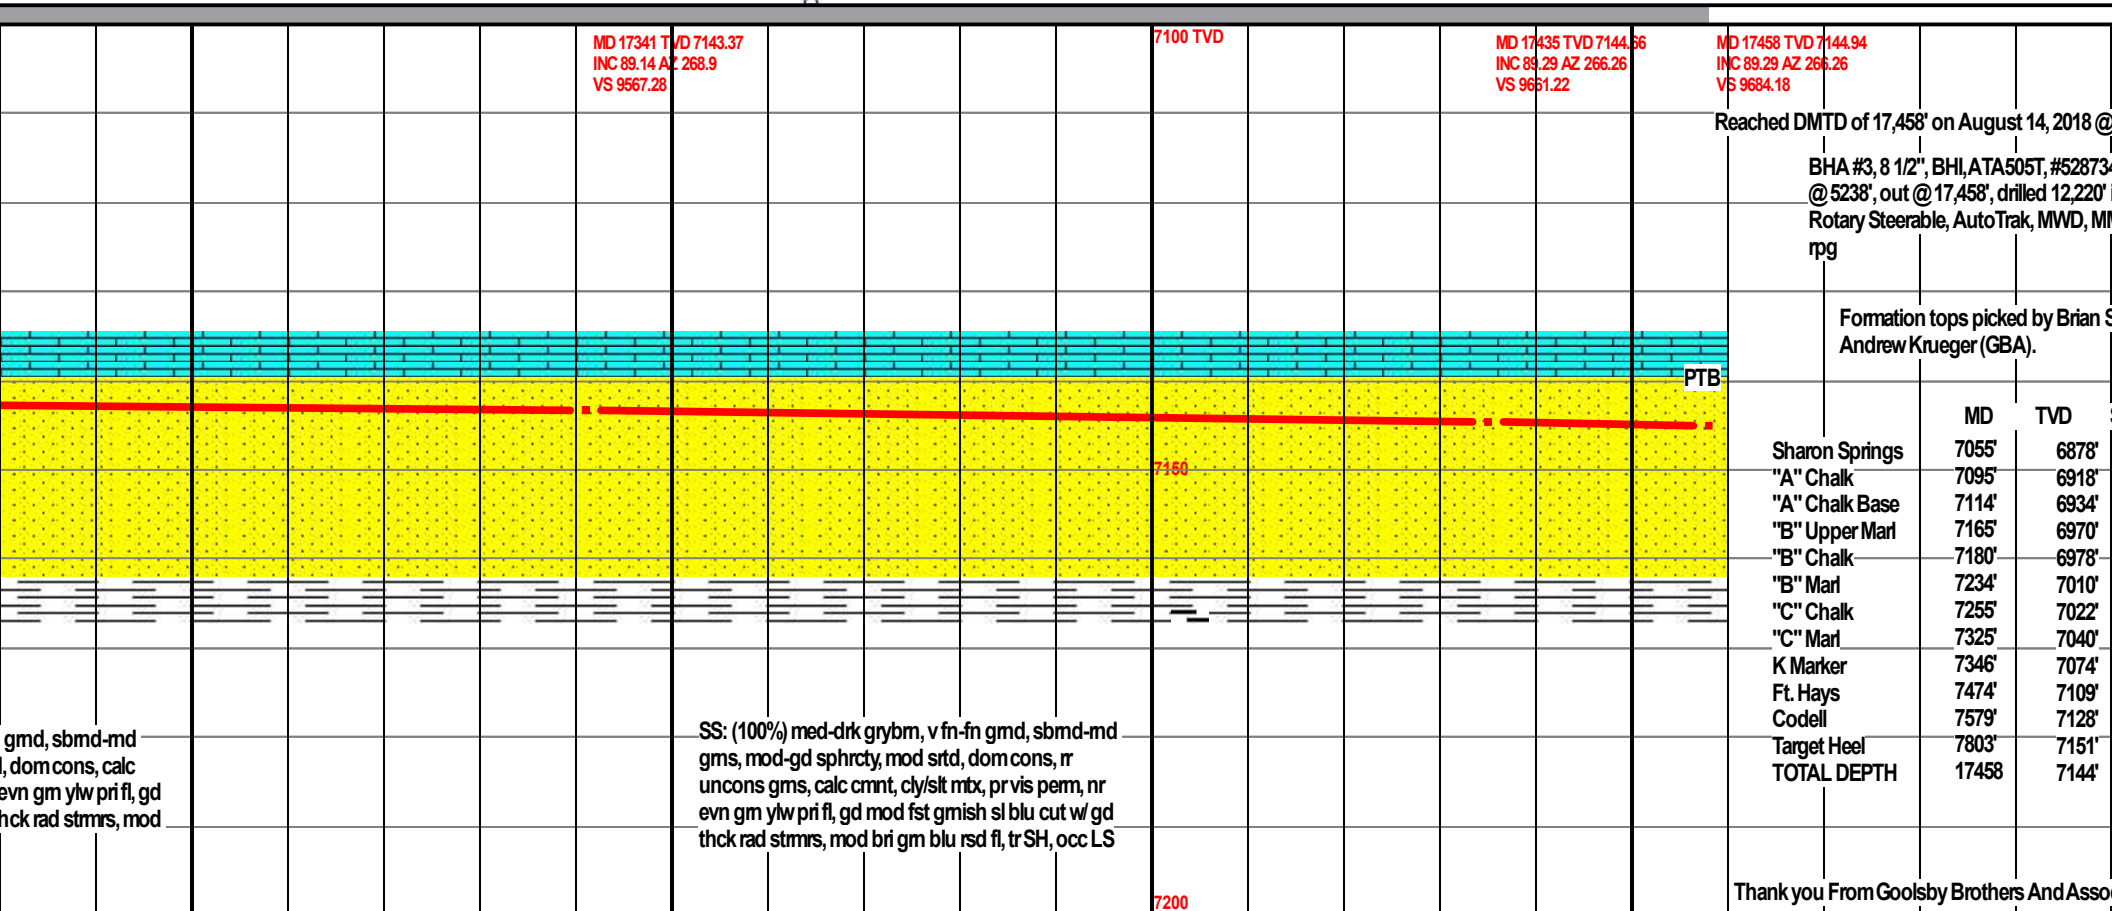 MD 17341 TVD 7143.37
INC 89.14 AZ 268.9
VS 9567.28
7100 TVD
MD 17435 TVD 7144.66
INC 89.29 AZ 266.26
VS 9661.22
MD 17458 TVD 7144.94
INC 89.29 AZ 266.26
VS 9684.18
Reached DMTD of 17,458' on August 14, 2018 @
BHA #3, 8 1/2", BHI, ATA505T, #528734
@ 5238', out @ 17,458', drilled 12,220'
Rotary Steerable, AutoTrak, MWD,
rpg
Formation tops picked by Brian
Andrew Krueger (GBA).
PTB
7150
MD TVD
Sharon Springs 7055' 6878'
"A" Chalk 7095' 6918'
"A" Chalk Base 7114' 6934'
"B" Upper Marl 7165' 6970'
"B" Chalk 7180' 6978'
"B" Marl 7234' 7010'
"C" Chalk 7255' 7022'
"C" Marl 7325' 7040'
K Marker 7346' 7074'
Ft. Hays 7474' 7109'
Codell 7579' 7128'
Target Heel 7803' 7151'
TOTAL DEPTH 17458 7144'
grnd, sbrnd-rnd
, dom cons, calc
evn grn ylw pri fl, gd
hck rad strmrs, mod
SS: (100%) med-drk grybrn, v fn-fn grnd, sbrnd-rnd
grns, mod-gd sphrcty, mod srtd, dom cons, rr
uncons grns, calc cmnt, cly/slt mtx, pr vis perm, nr
evn grn ylw pri fl, gd mod fst grnish sl blu cut w/ gd
thck rad strmrs, mod bri grn blu rsd fl, tr SH, occ LS
7200
Thank you From Goolsby Brothers And Asso